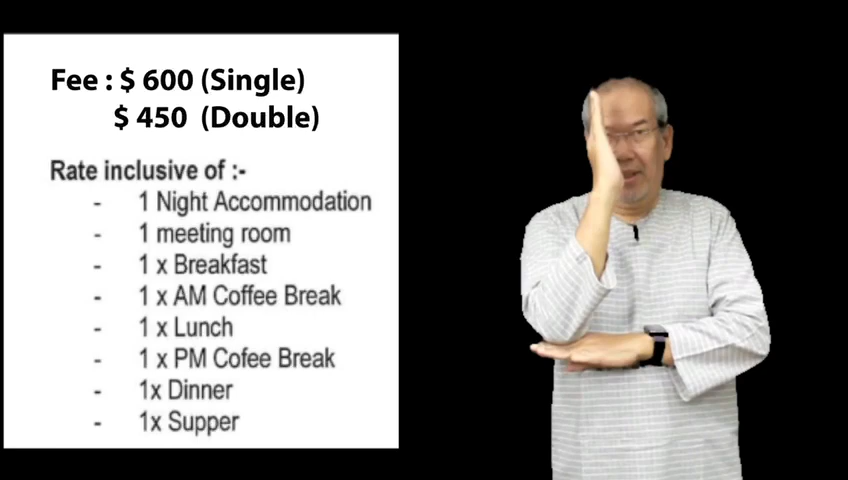 Fee : $ 600 (Single)
$ 450 (Double)
Rate inclusive of :-
- 1 Night Accommodation
- 1 meeting room
- 1 x Breakfast
- 1 x AM Coffee Break
- 1 x Lunch
- 1 x PM Cofee Break
- 1x Dinner
- 1x Supper